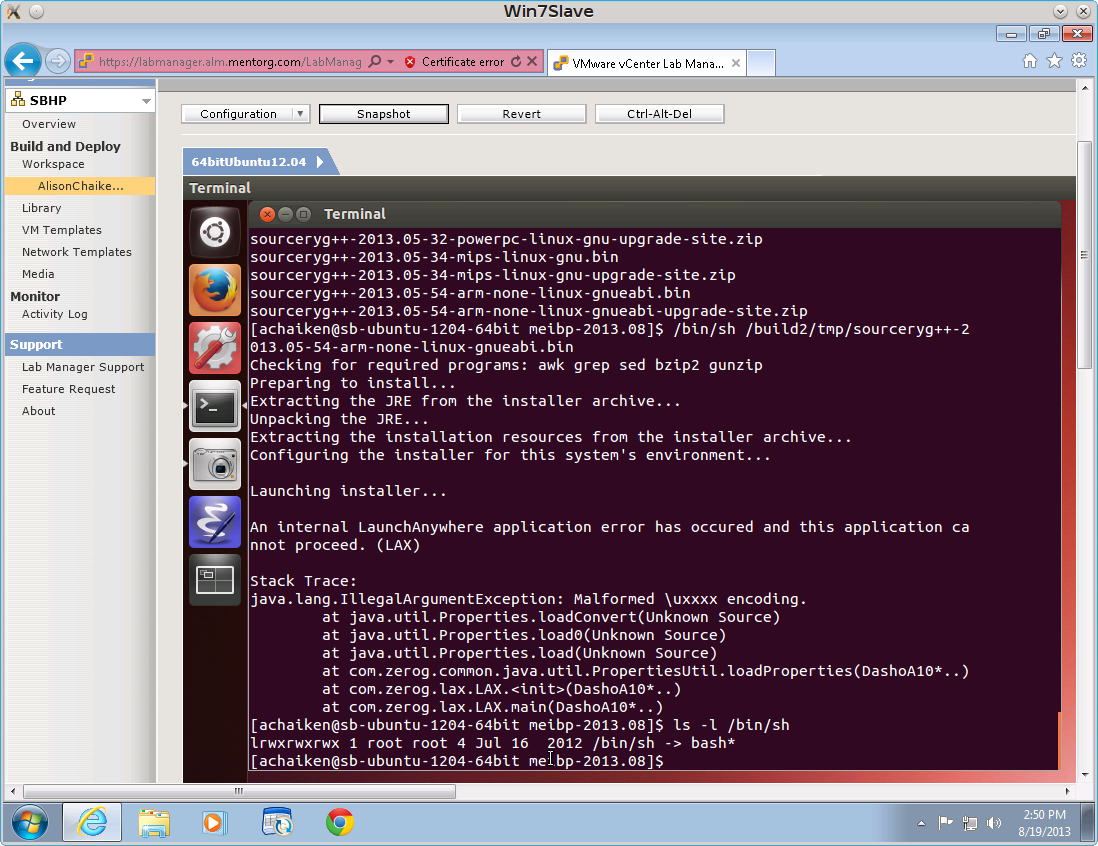 Win7Slave
https://labmanager.alm.mentorg.com/LabManag
Certificate error
VMware vCenter Lab Mana...
SBHP
Overview
Build and Deploy
Workspace
AlisonChaike...
Library
VM Templates
Network Templates
Media
Monitor
Activity Log
Support
Lab Manager Support
Feature Request
About
Configuration
Snapshot
Revert
Ctrl-Alt-Del
64bitUbuntu12.04
Terminal
Terminal
sourceryg++-2013.05-32-powerpc-linux-gnu-upgrade-site.zip
sourceryg++-2013.05-34-mips-linux-gnu.bin
sourceryg++-2013.05-34-mips-linux-gnu-upgrade-site.zip
sourceryg++-2013.05-54-arm-none-linux-gnueabi.bin
sourceryg++-2013.05-54-arm-none-linux-gnueabi-upgrade-site.zip
[achaiken@sb-ubuntu-1204-64bit meibp-2013.08]$ /bin/sh /build2/tmp/sourceryg++-2
013.05-54-arm-none-linux-gnueabi.bin
Checking for required programs: awk grep sed bzip2 gunzip
Preparing to install...
Extracting the JRE from the installer archive...
Unpacking the JRE...
Extracting the installation resources from the installer archive...
Configuring the installer for this system's environment...
Launching installer...
An internal LaunchAnywhere application error has occured and this application ca
nnot proceed. (LAX)
Stack Trace:
java.lang.IllegalArgumentException: Malformed \uxxxx encoding.
at java.util.Properties.loadConvert(Unknown Source)
at java.util.Properties.load0(Unknown Source)
at java.util.Properties.load(Unknown Source)
at com.zerog.common.java.util.PropertiesUtil.loadProperties(DashoA10*..)
at com.zerog.lax.LAX.<init>(DashoA10*..)
at com.zerog.lax.LAX.main(DashoA10*..)
[achaiken@sb-ubuntu-1204-64bit meibp-2013.08]$ ls -l /bin/sh
lrwxrwxrwx 1 root root 4 Jul 16  2012 /bin/sh -> bash*
[achaiken@sb-ubuntu-1204-64bit meibp-2013.08]$
2:50 PM
8/19/2013